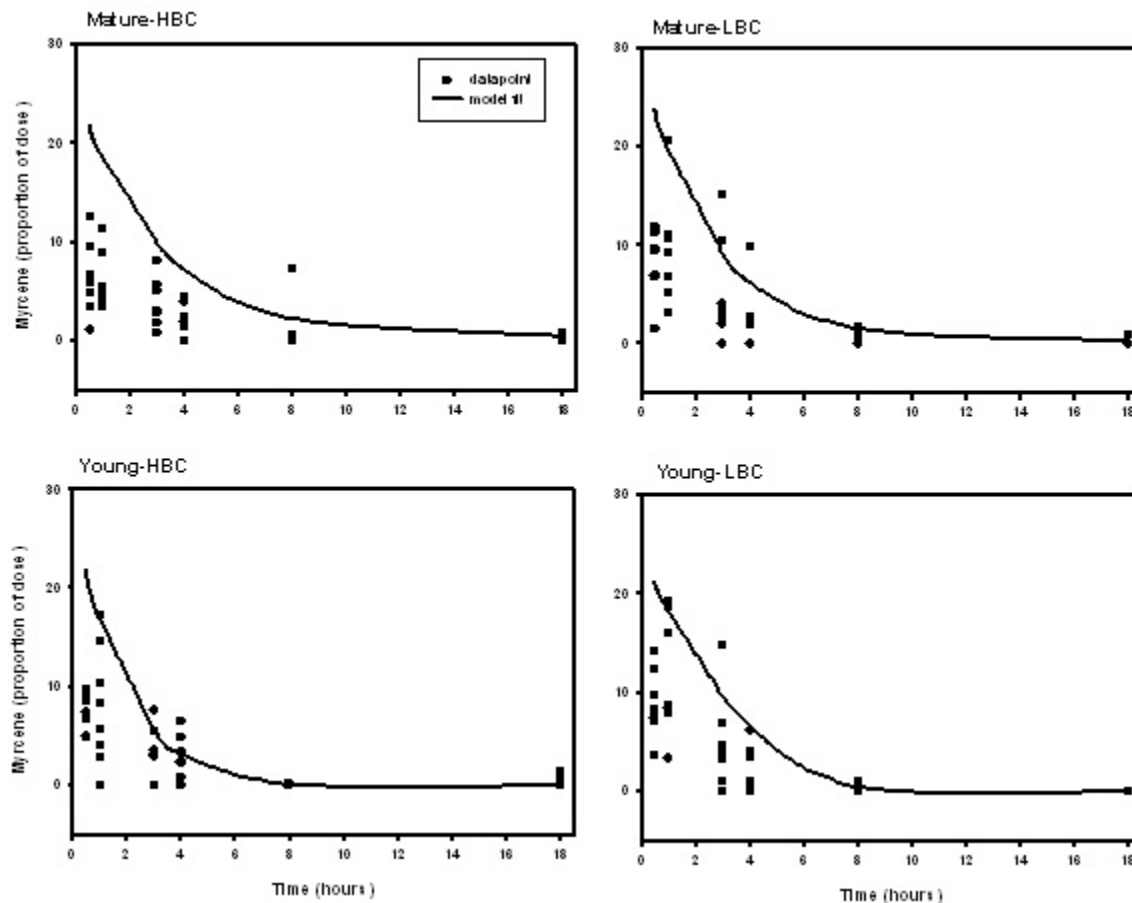 Mature-HBC
30
20
10
0
Myrcene (proportion of dose)
datapoint
model fit
0 2 4 6 8 10 12 14 16 18
Mature-LBC
30
20
10
0
0 2 4 6 8 10 12 14 16 18
Young-HBC
30
20
10
0
Myrcene (proportion of dose)
0 2 4 6 8 10 12 14 16 18
Time (hours)
Young-LBC
30
20
10
0
0 2 4 6 8 10 12 14 16 18
Time (hours)